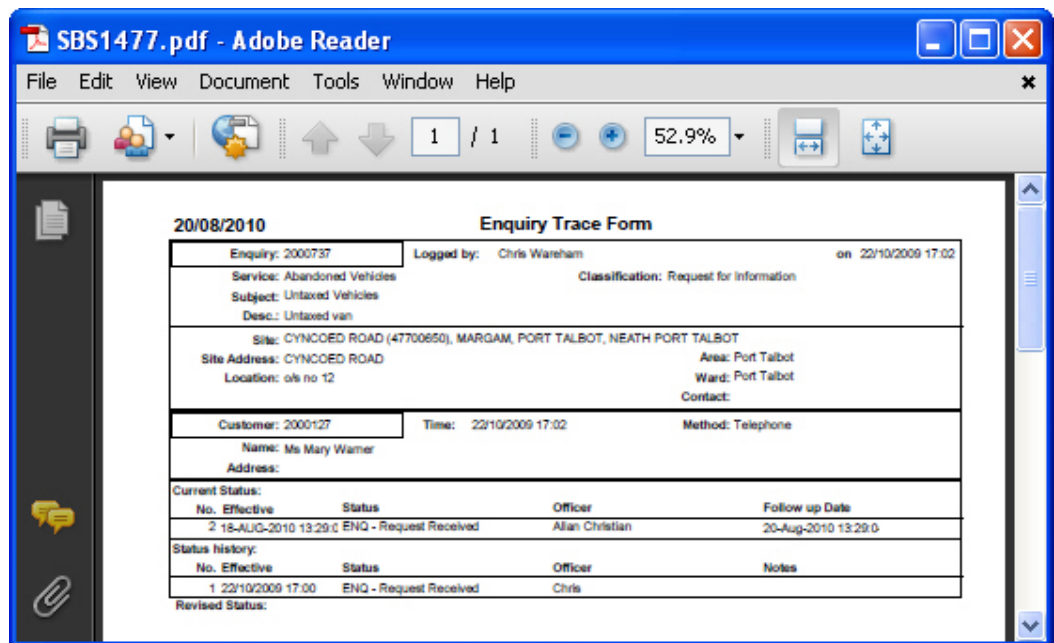 SBS1477.pdf - Adobe Reader
File Edit View Document Tools Window Help
1 / 1 52.9%
20/08/2010 Enquiry Trace Form
Enquiry: 2000737 Logged by: Chris Wareham on 22/10/2009 17:02
Service: Abandoned Vehicles Classification: Request for Information
Subject: Untaxed Vehicles
Desc.: Untaxed van
Site: CYNCOED ROAD (47700650), MARGAM, PORT TALBOT, NEATH PORT TALBOT
Site Address: CYNCOED ROAD Area: Port Talbot
Location: o/s no 12 Ward: Port Talbot
Contact:
Customer: 2000127 Time: 22/10/2009 17:02 Method: Telephone
Name: Ms Mary Warner
Address:
Current Status:
No. Effective Status Officer Follow up Date
2 18-AUG-2010 13:29:0 ENQ - Request Received Allan Christian 20-Aug-2010 13:29:0
Status history:
No. Effective Status Officer Notes
1 22/10/2009 17:00 ENQ - Request Received Chris
Revised Status: